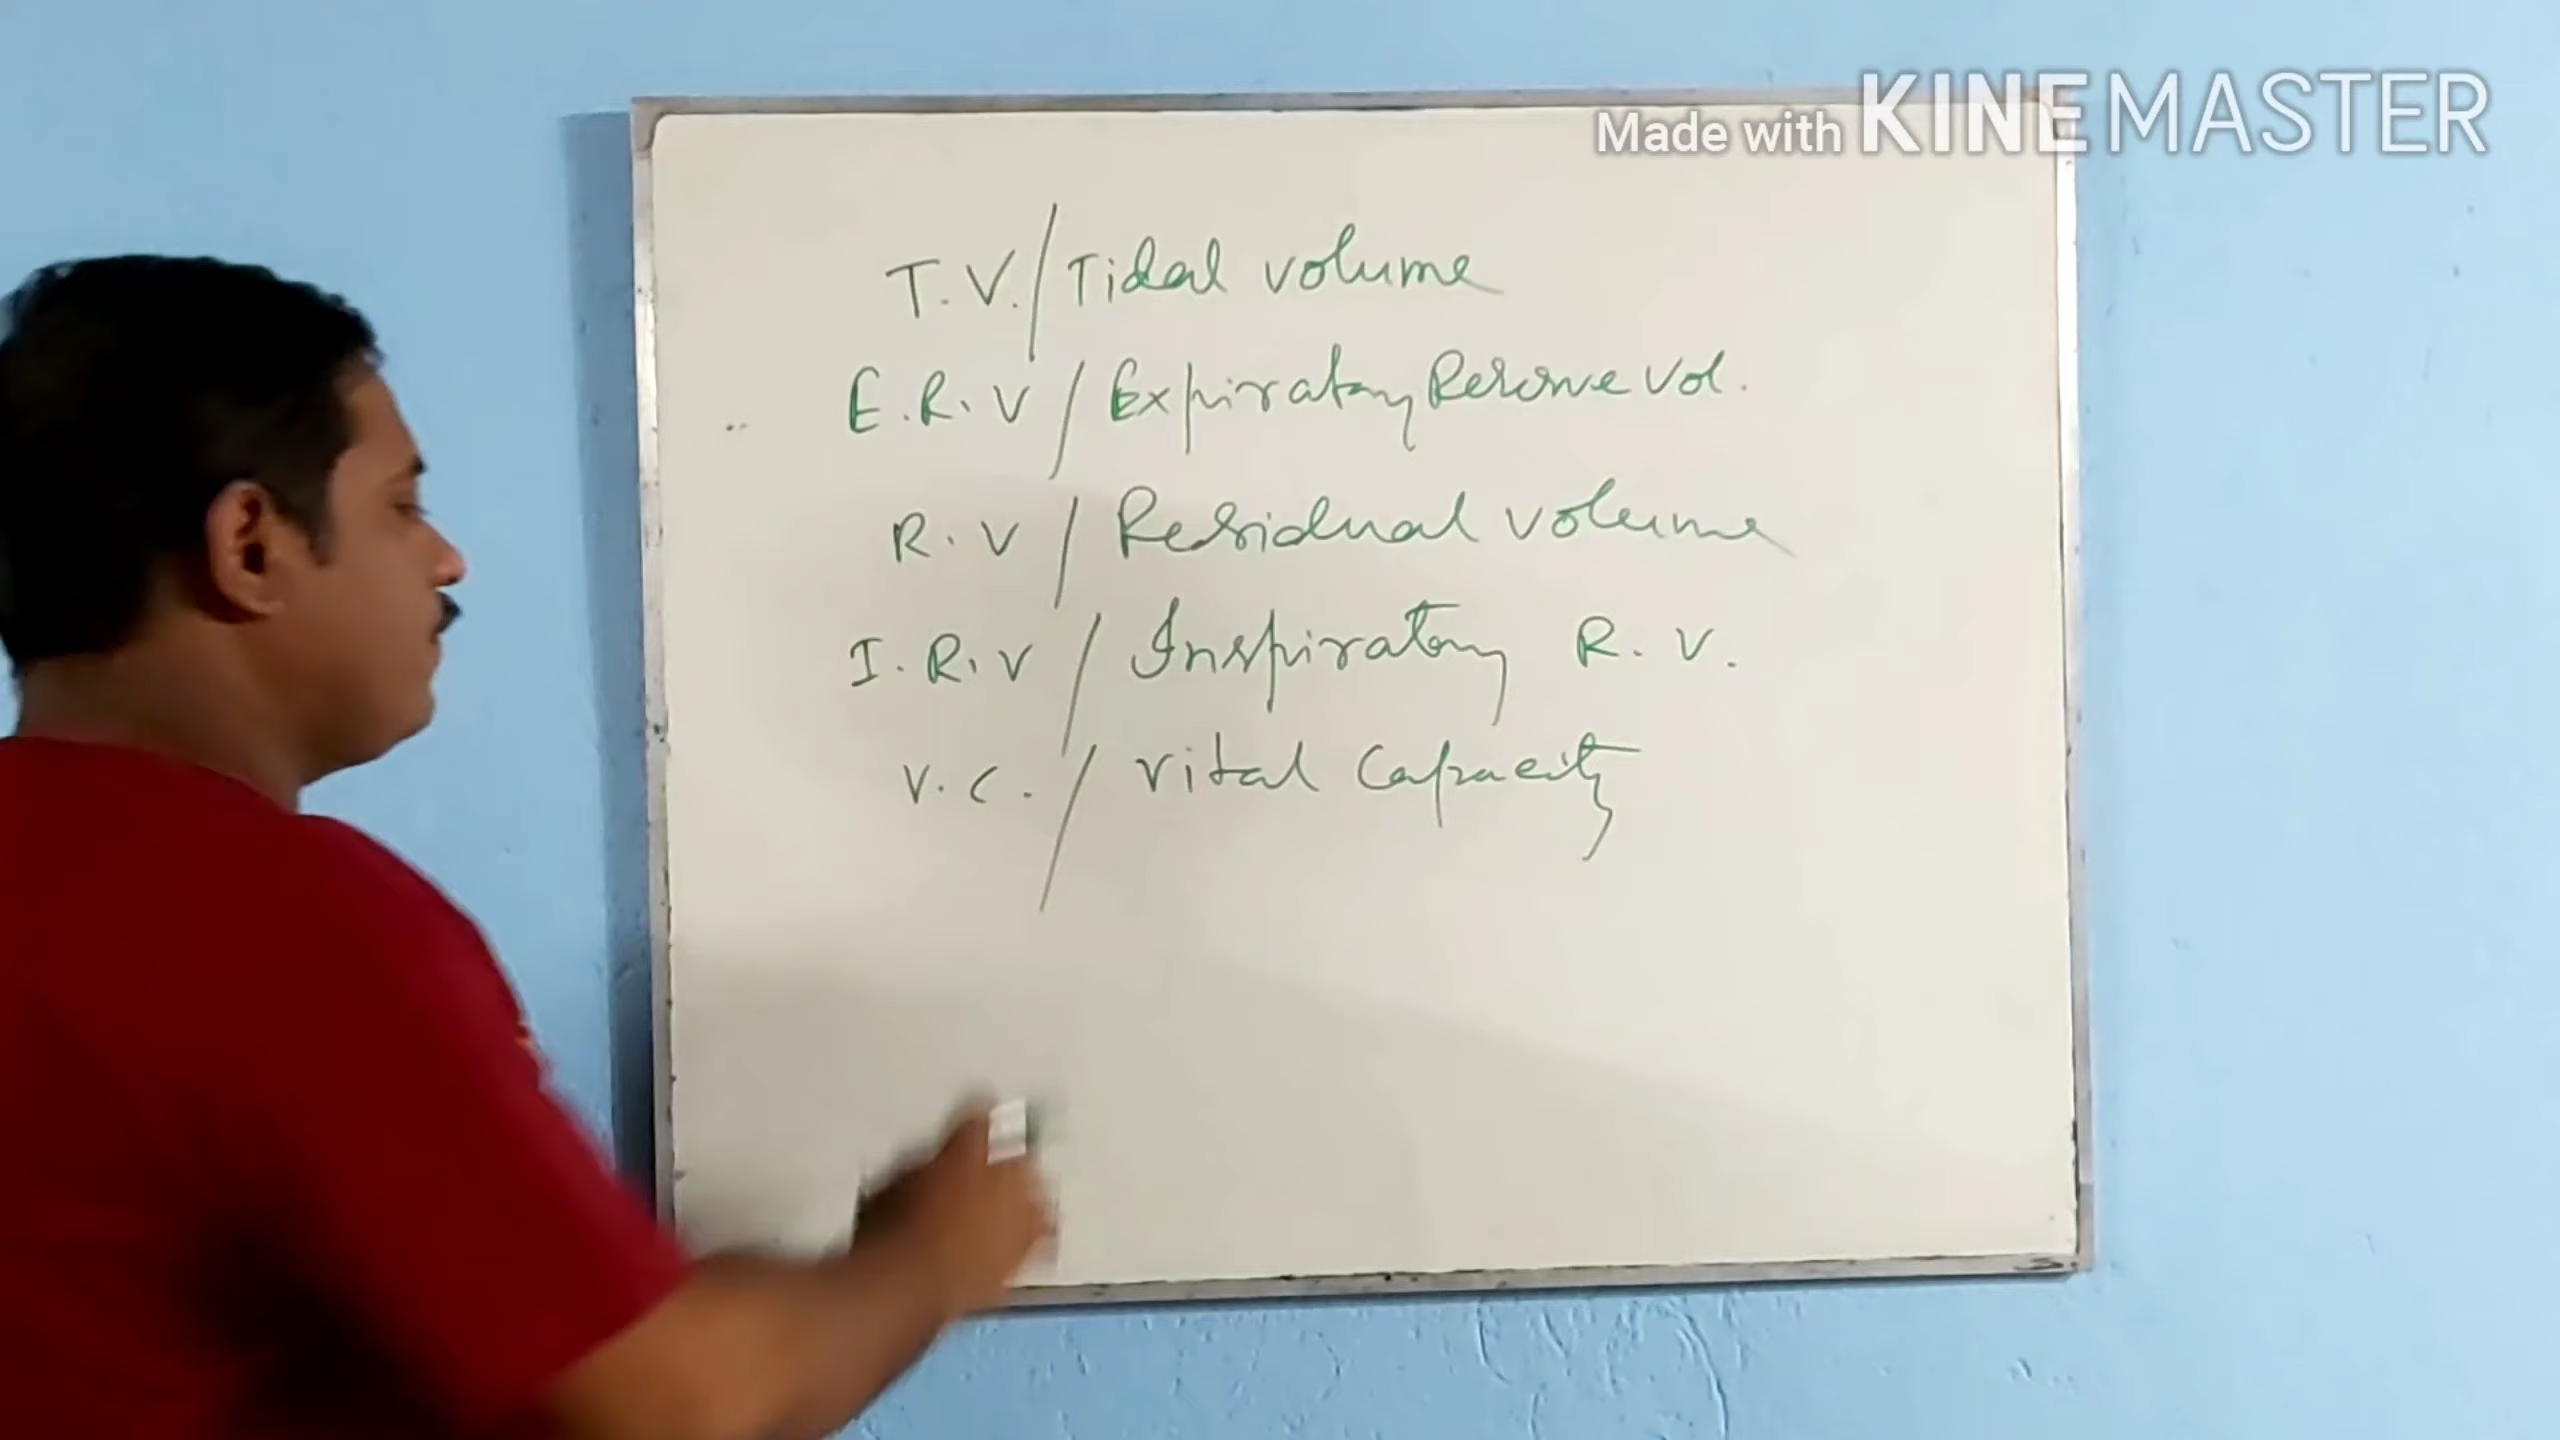 Made with KINEMASTER
T.V. / Tidal volume
E.R.V / Expiratory Reserve Vol.
R.V / Residual volume
I.R.V / Inspiratory R.V.
V.C. / Vital Capacity